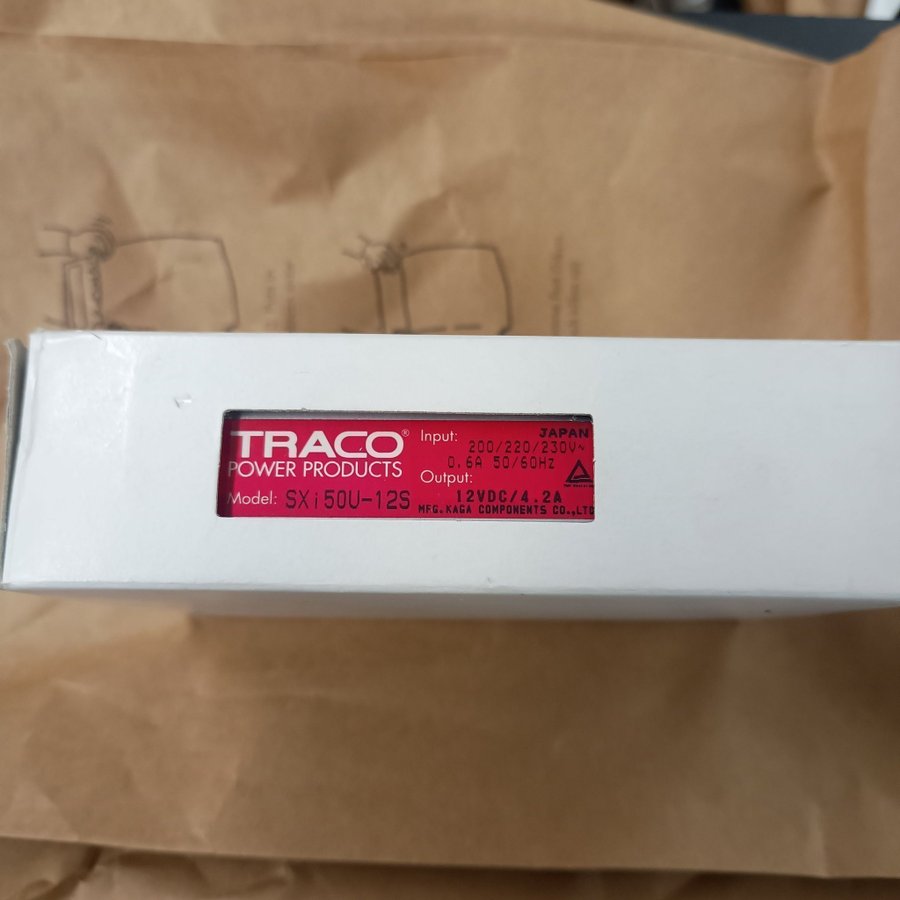 TRACO®
POWER PRODUCTS
Model: SXi50U-12S
Input: JAPAN
200/220/230V~
0.6A 50/60Hz
Output:
12VDC/4.2A
MFG.KAGA COMPONENTS CO.,LTD